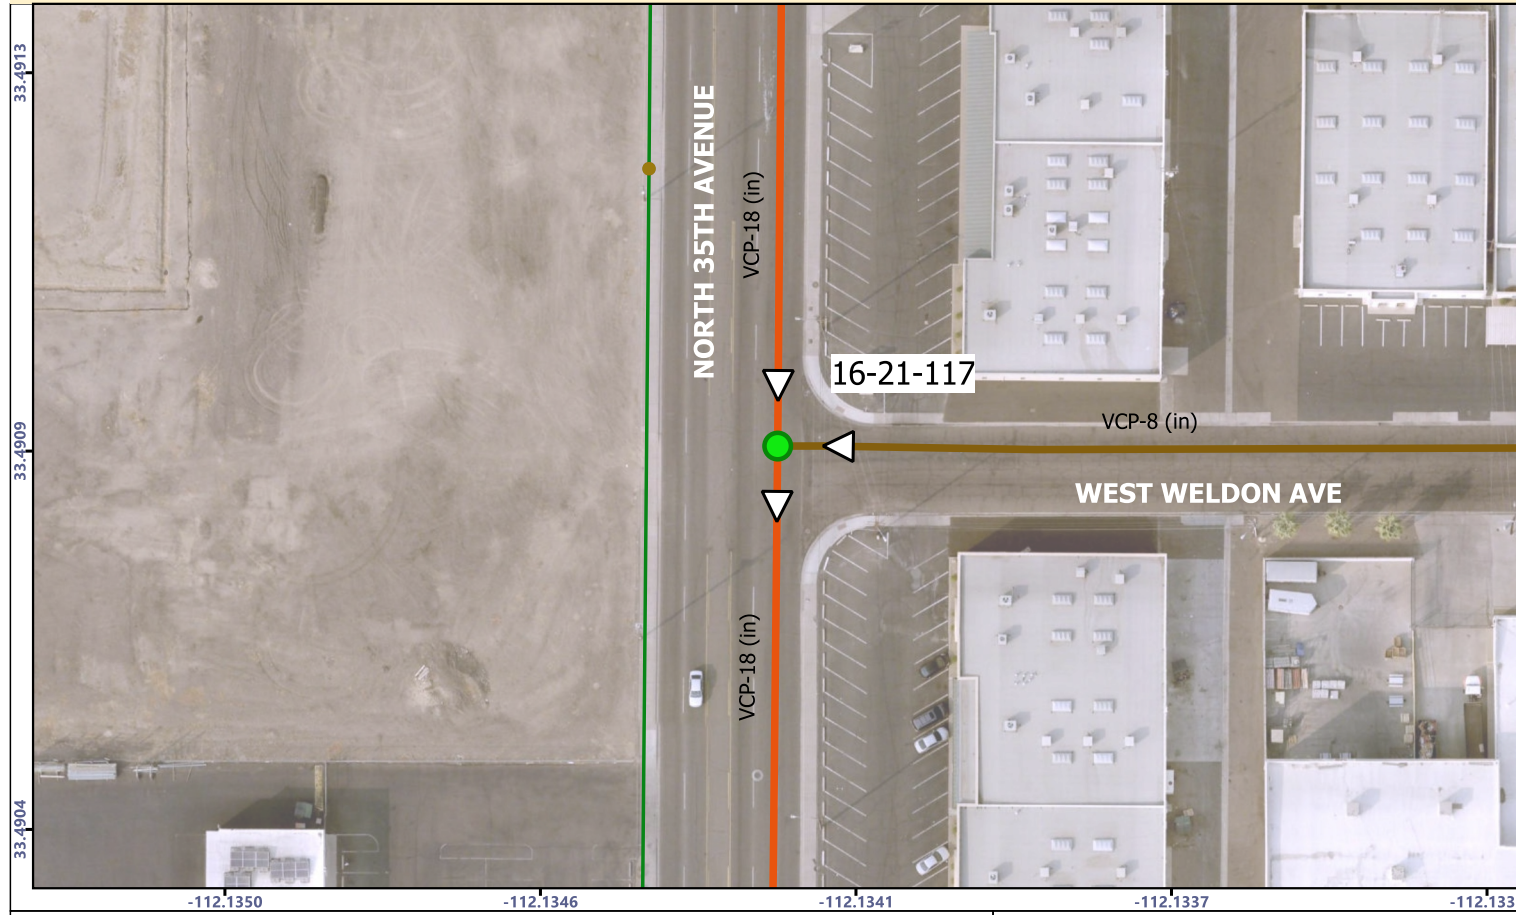 33.4913
NORTH 35TH AVENUE
VCP-18 (in)
16-21-117
33.4909
VCP-8 (in)
WEST WELDON AVE
VCP-18 (in)
33.4904
-112.1350
-112.1346
-112.1341
-112.1337
-112.133